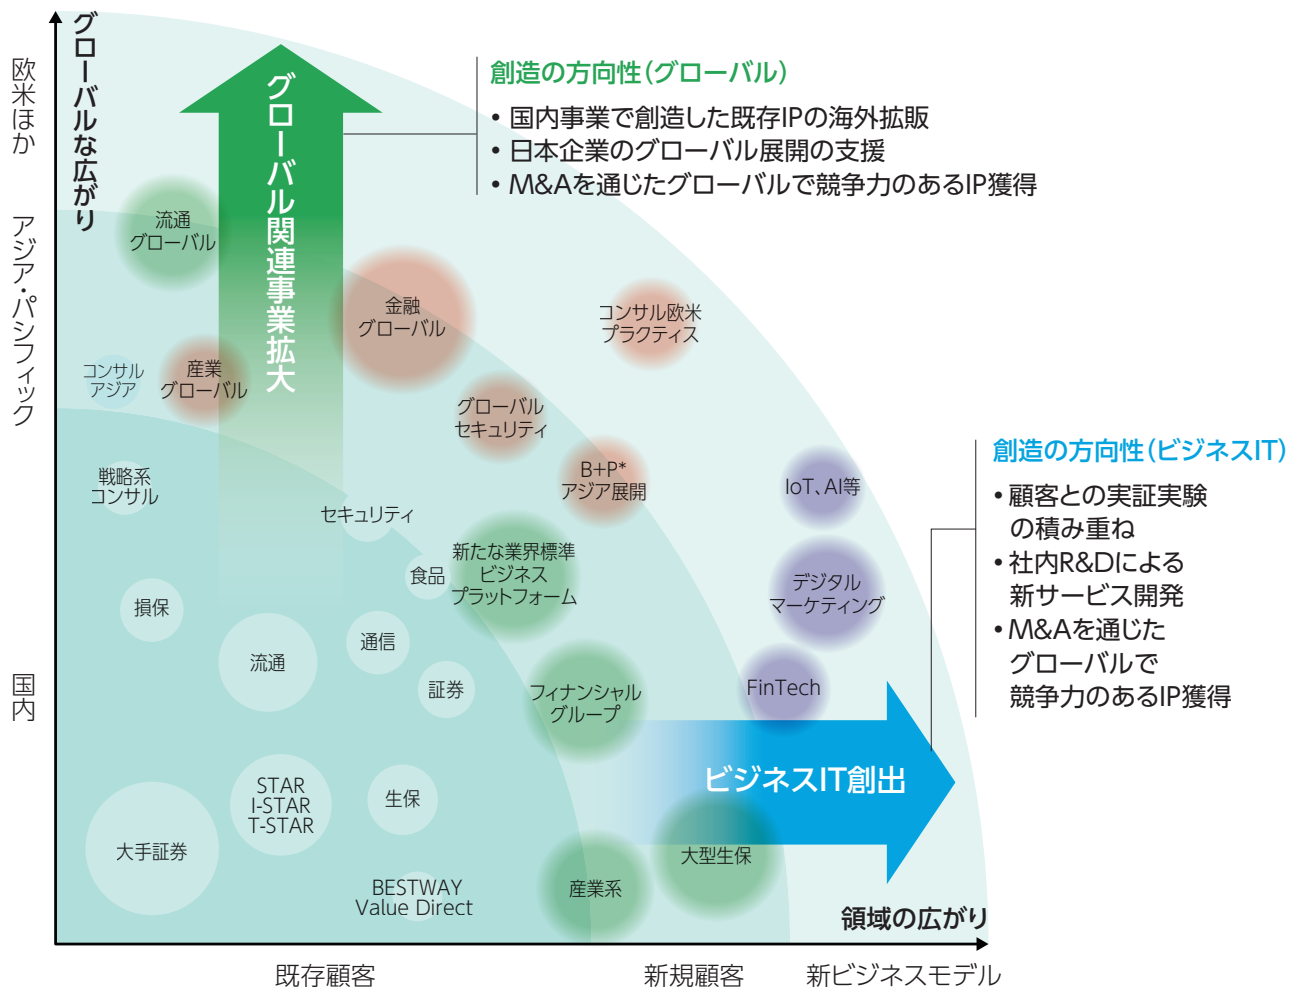 グローバルな広がり
欧米ほか
アジア・パシフィック
国内
グローバル関連事業拡大
創造の方向性（グローバル）
• 国内事業で創造した既存IPの海外拡販
• 日本企業のグローバル展開の支援
• M&Aを通じたグローバルで競争力のあるIP獲得
流通
グローバル
金融
グローバル
コンサル欧米
プラクティス
コンサル
アジア
産業
グローバル
グローバル
セキュリティ
B+P*
アジア展開
戦略系
コンサル
セキュリティ
IoT、AI等
創造の方向性（ビジネスIT）
• 顧客との実証実験
の積み重ね
• 社内R&Dによる
新サービス開発
• M&Aを通じた
グローバルで
競争力のあるIP獲得
食品
新たな業界標準
ビジネス
プラットフォーム
デジタル
マーケティング
損保
流通
通信
証券
フィナンシャル
グループ
FinTech
ビジネスIT創出
STAR
I-STAR
T-STAR
生保
大手証券
大型生保
BESTWAY
Value Direct
産業系
領域の広がり
既存顧客
新規顧客
新ビジネスモデル